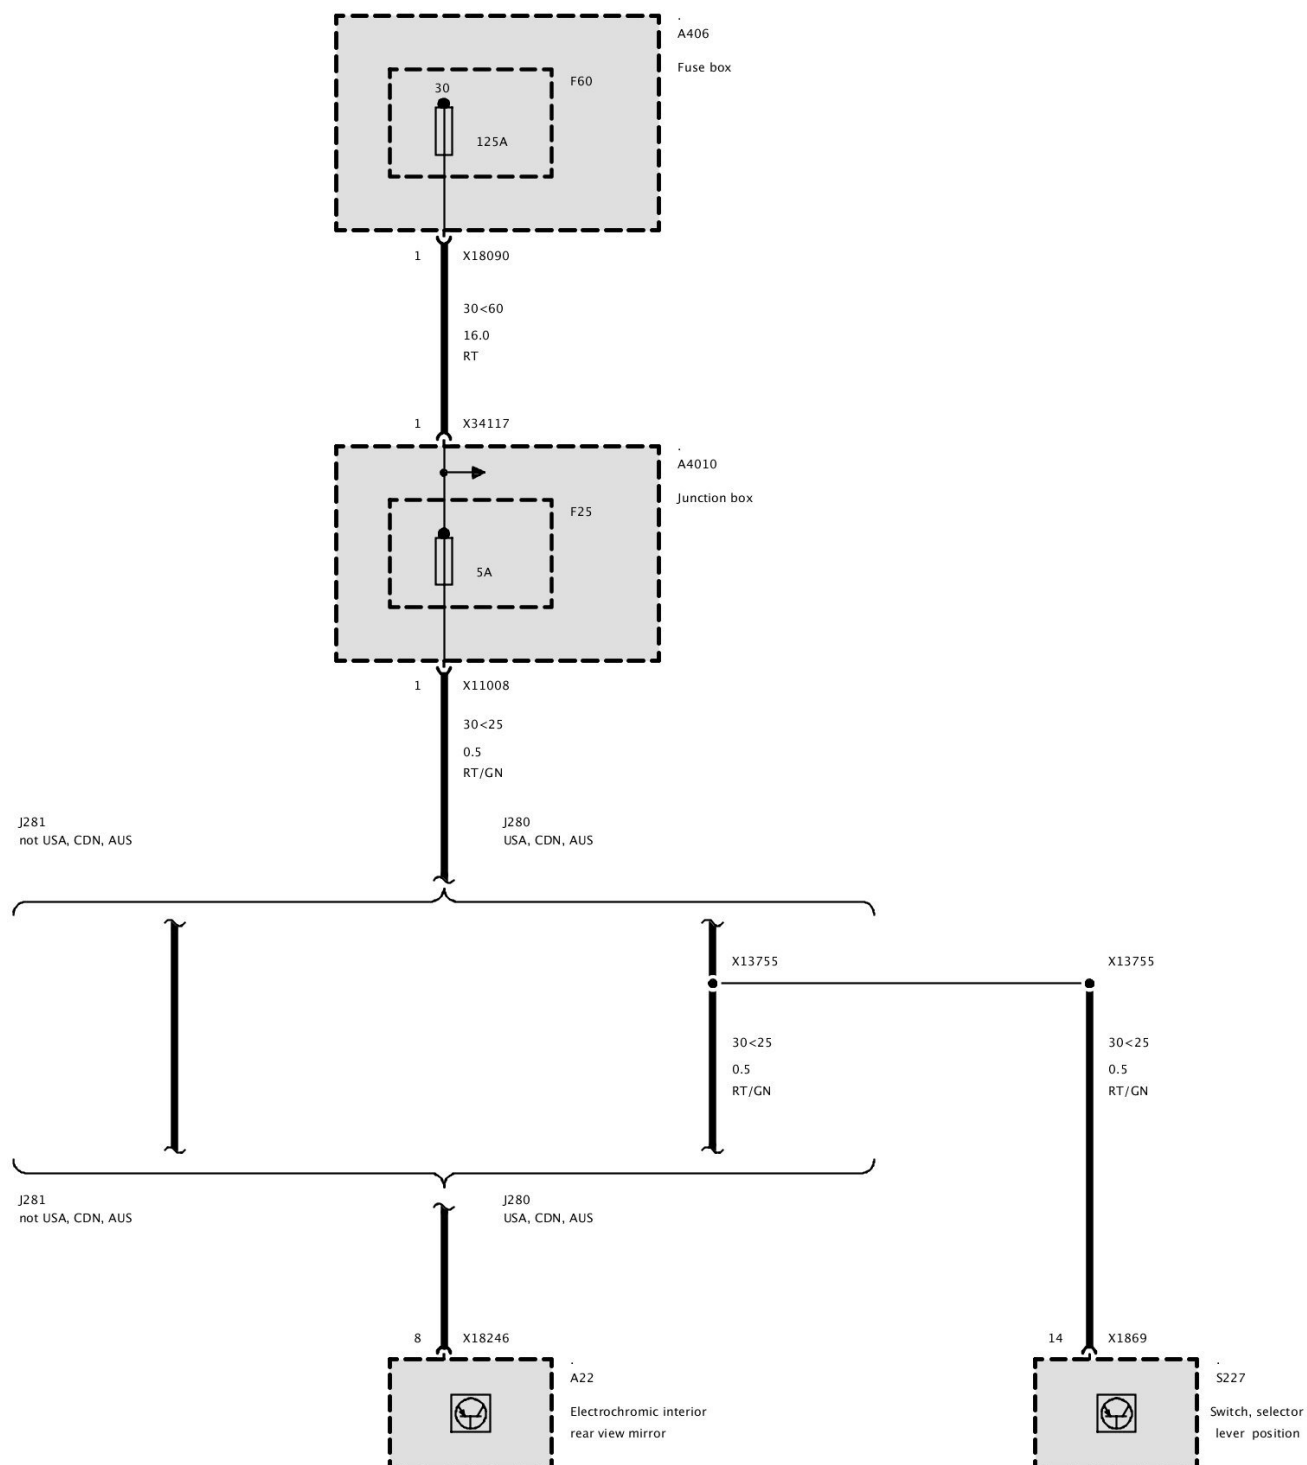 .
A406
Fuse box
F60
30
125A
1 X18090
30<60
16.0
RT
1 X34117
.
A4010
Junction box
F25
5A
1 X11008
30<25
0.5
RT/GN
J281
not USA, CDN, AUS
J280
USA, CDN, AUS
X13755
X13755
30<25
0.5
RT/GN
30<25
0.5
RT/GN
J281
not USA, CDN, AUS
J280
USA, CDN, AUS
8 X18246
.
A22
Electrochromic interior
rear view mirror
14 X1869
.
S227
Switch, selector
lever position